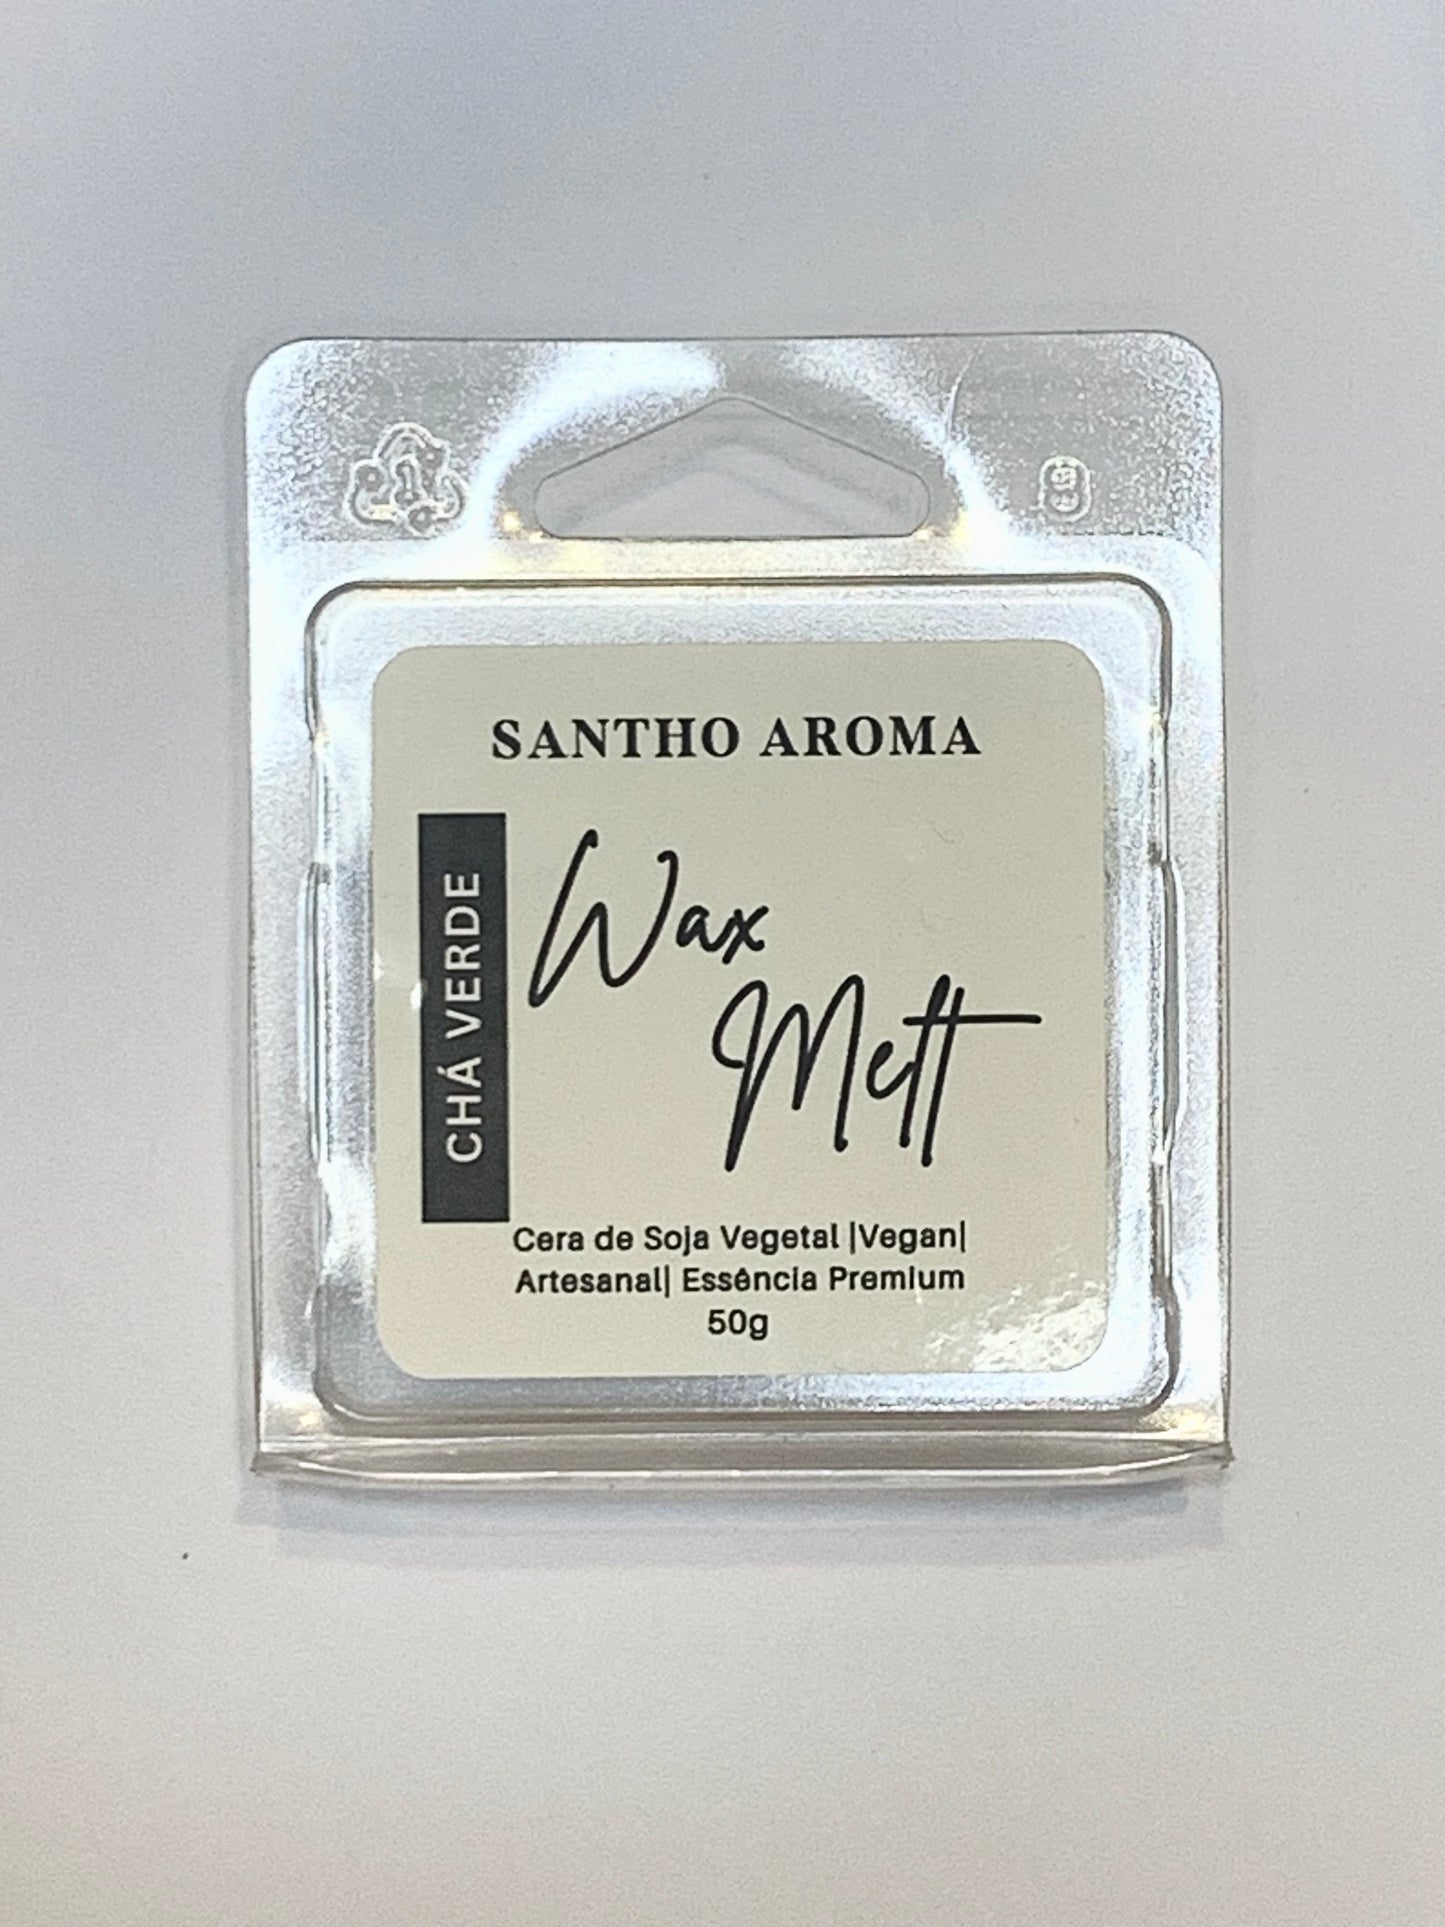 SANTHO AROMA
CHÁ VERDE
Wax
Melt
Cera de Soja Vegetal |Vegan|
Artesanal| Essência Premium
50g